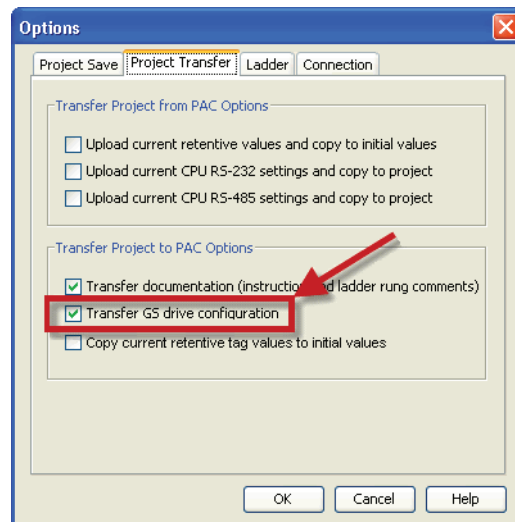 Options
Project Save
Project Transfer
Ladder
Connection
Transfer Project from PAC Options
Upload current retentive values and copy to initial values
Upload current CPU RS-232 settings and copy to project
Upload current CPU RS-485 settings and copy to project
Transfer Project to PAC Options
Transfer documentation (instruction ladder rung comments)
Transfer GS drive configuration
Copy current retentive tag values to initial values
OK
Cancel
Help